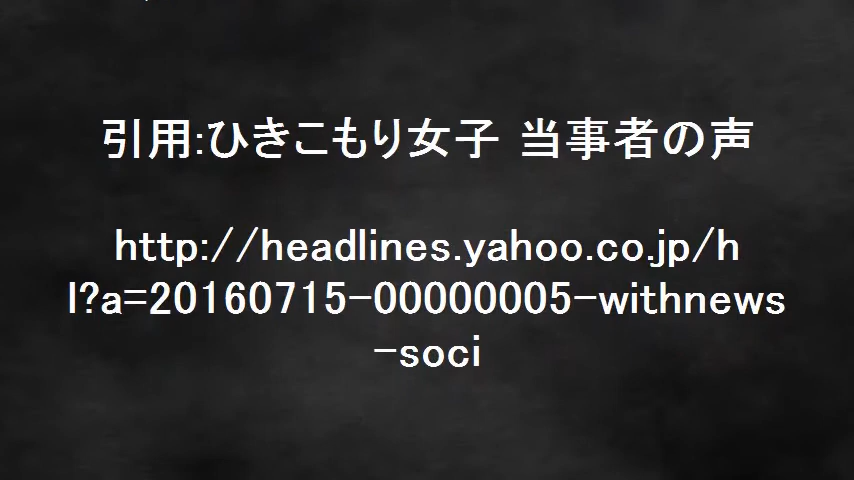 引用:ひきこもり女子 当事者の声
http://headlines.yahoo.co.jp/h
l?a=20160715-00000005-withnews
-soci